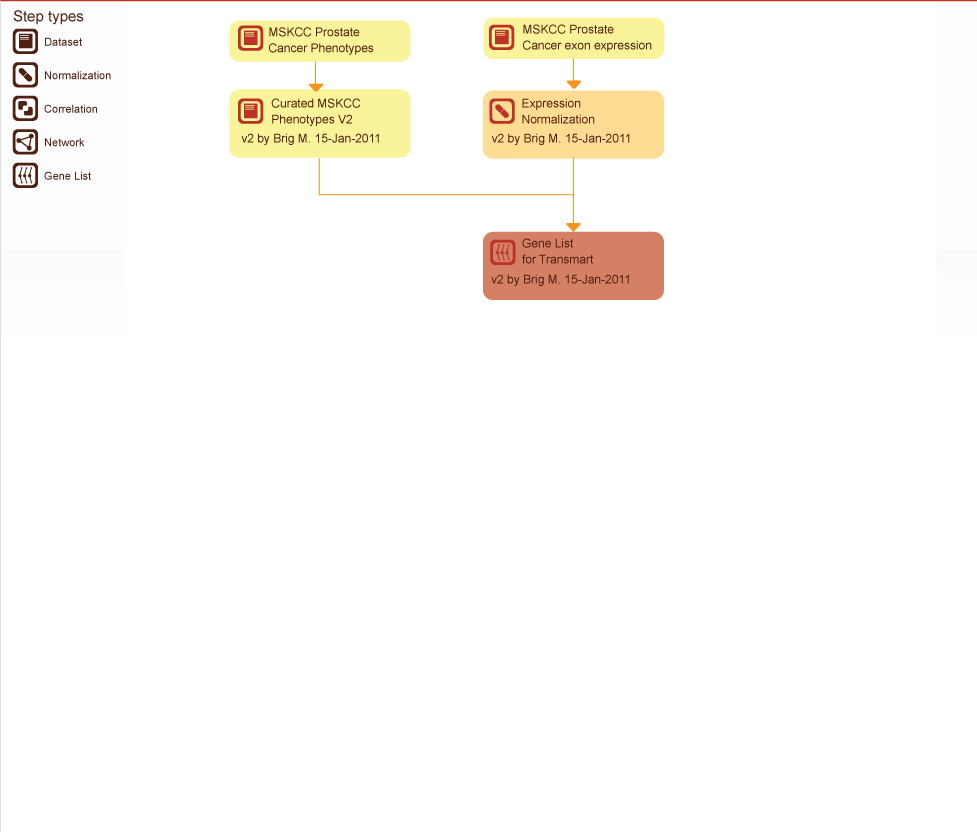 Step types
Dataset
Normalization
Correlation
Network
Gene List
MSKCC Prostate
Cancer Phenotypes
MSKCC Prostate
Cancer exon expression
Curated MSKCC
Phenotypes V2
v2 by Brig M. 15-Jan-2011
Expression
Normalization
v2 by Brig M. 15-Jan-2011
Gene List
for Transmart
v2 by Brig M. 15-Jan-2011